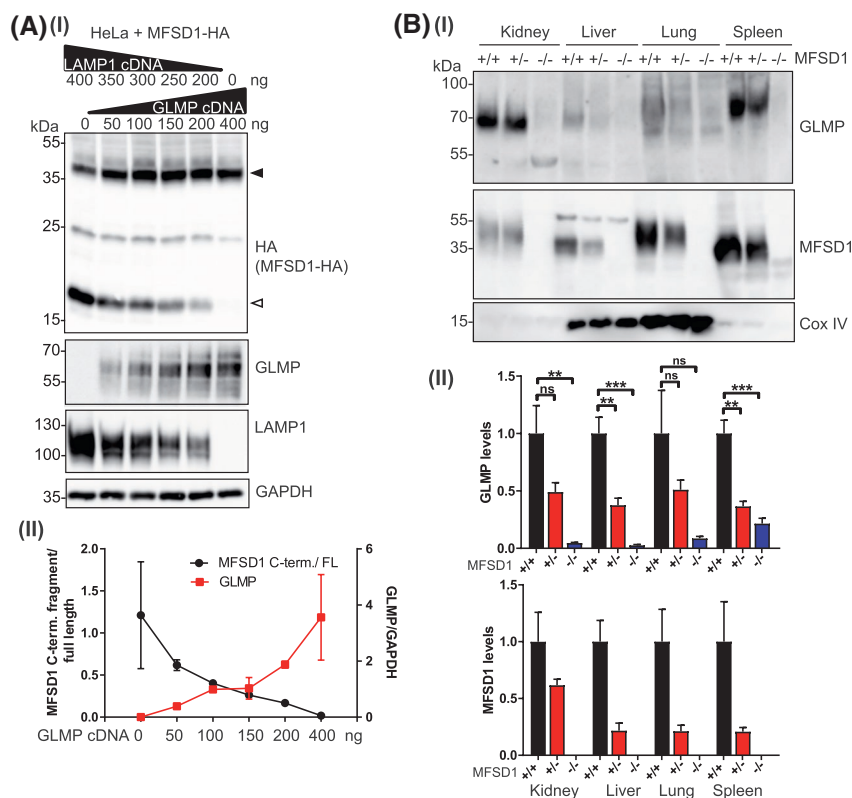 (A)(I)
HeLa + MFSD1-HA
LAMP1 cDNA
400 350 300 250 200 0 ng
GLMP cDNA
0 50 100 150 200 400 ng
kDa
55
35
25
15
HA
(MFSD1-HA)
70
55
GLMP
130
100
LAMP1
35
GAPDH
(II)
2.0
1.5
1.0
0.5
0.0
MFSD1 C-term. fragment/
full length
MFSD1 C-term./ FL
GLMP
6
4
2
0
GLMP/GAPDH
GLMP cDNA 0 50 100 150 200 400 ng
(B)(I)
Kidney Liver Lung Spleen
+/+ +/- -/- +/+ +/- -/- +/+ +/- -/- +/+ +/- -/- MFSD1
kDa
100
70
55
GLMP
55
35
MFSD1
15
Cox IV
(II)
1.5
1.0
0.5
0.0
GLMP levels
ns ** ** *** ns ns ** ***
MFSD1 +/+ +/- -/- +/+ +/- -/- +/+ +/- -/- +/+ +/- -/-
1.5
1.0
0.5
0.0
MFSD1 levels
MFSD1 +/+ +/- -/- +/+ +/- -/- +/+ +/- -/- +/+ +/- -/-
Kidney Liver Lung Spleen